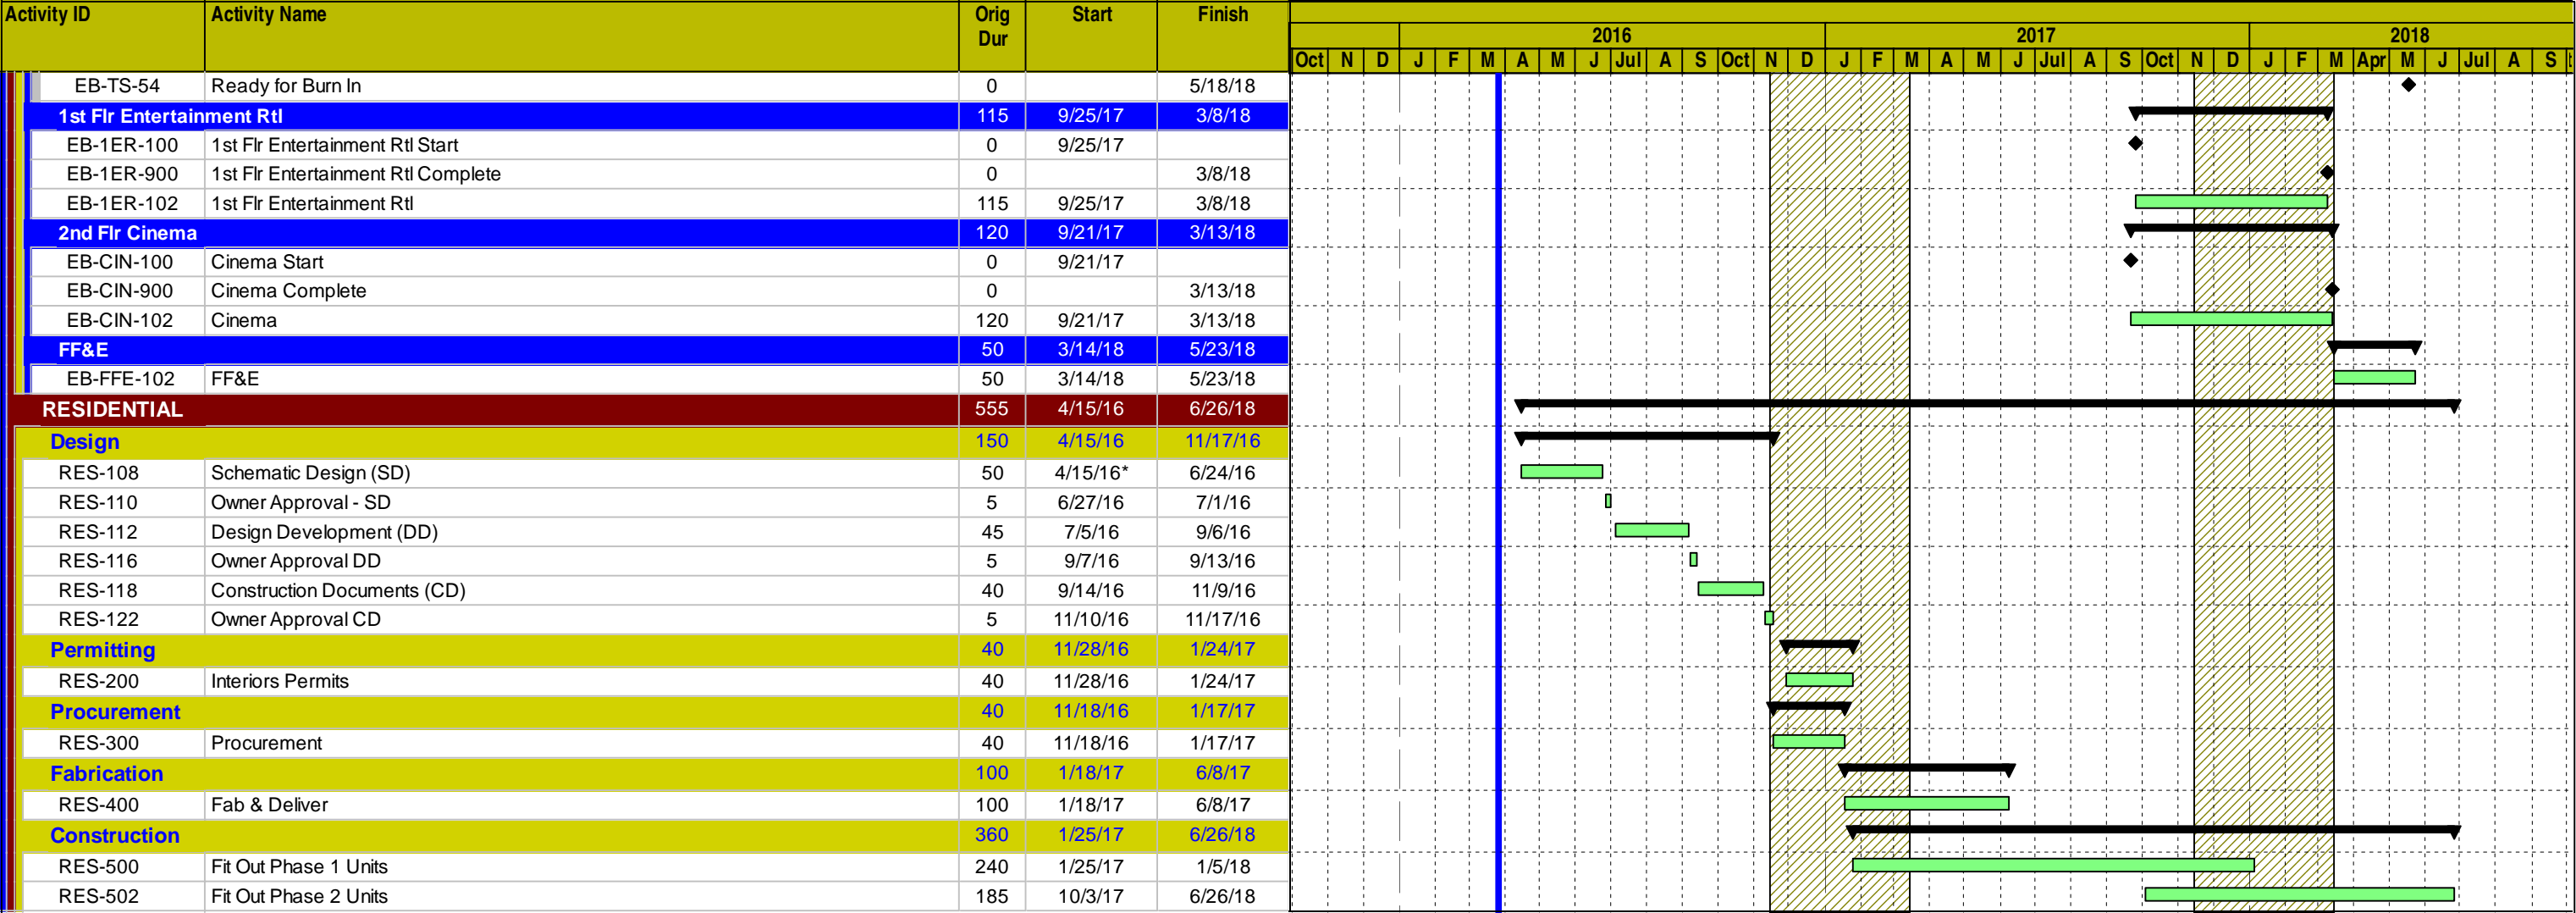 Activity ID Activity Name Orig Dur Start Finish
2016 2017 2018
Oct N D J F M A M J Jul A S Oct N D J F M A M J Jul A S Oct N D J F M Apr M J Jul A S
EB-TS-54 Ready for Burn In 0 5/18/18
1st Flr Entertainment Rtl 115 9/25/17 3/8/18
EB-1ER-100 1st Flr Entertainment Rtl Start 0 9/25/17
EB-1ER-900 1st Flr Entertainment Rtl Complete 0 3/8/18
EB-1ER-102 1st Flr Entertainment Rtl 115 9/25/17 3/8/18
2nd Flr Cinema 120 9/21/17 3/13/18
EB-CIN-100 Cinema Start 0 9/21/17
EB-CIN-900 Cinema Complete 0 3/13/18
EB-CIN-102 Cinema 120 9/21/17 3/13/18
FF&E 50 3/14/18 5/23/18
EB-FFE-102 FF&E 50 3/14/18 5/23/18
RESIDENTIAL 555 4/15/16 6/26/18
Design 150 4/15/16 11/17/16
RES-108 Schematic Design (SD) 50 4/15/16* 6/24/16
RES-110 Owner Approval - SD 5 6/27/16 7/1/16
RES-112 Design Development (DD) 45 7/5/16 9/6/16
RES-116 Owner Approval DD 5 9/7/16 9/13/16
RES-118 Construction Documents (CD) 40 9/14/16 11/9/16
RES-122 Owner Approval CD 5 11/10/16 11/17/16
Permitting 40 11/28/16 1/24/17
RES-200 Interiors Permits 40 11/28/16 1/24/17
Procurement 40 11/18/16 1/17/17
RES-300 Procurement 40 11/18/16 1/17/17
Fabrication 100 1/18/17 6/8/17
RES-400 Fab & Deliver 100 1/18/17 6/8/17
Construction 360 1/25/17 6/26/18
RES-500 Fit Out Phase 1 Units 240 1/25/17 1/5/18
RES-502 Fit Out Phase 2 Units 185 10/3/17 6/26/18